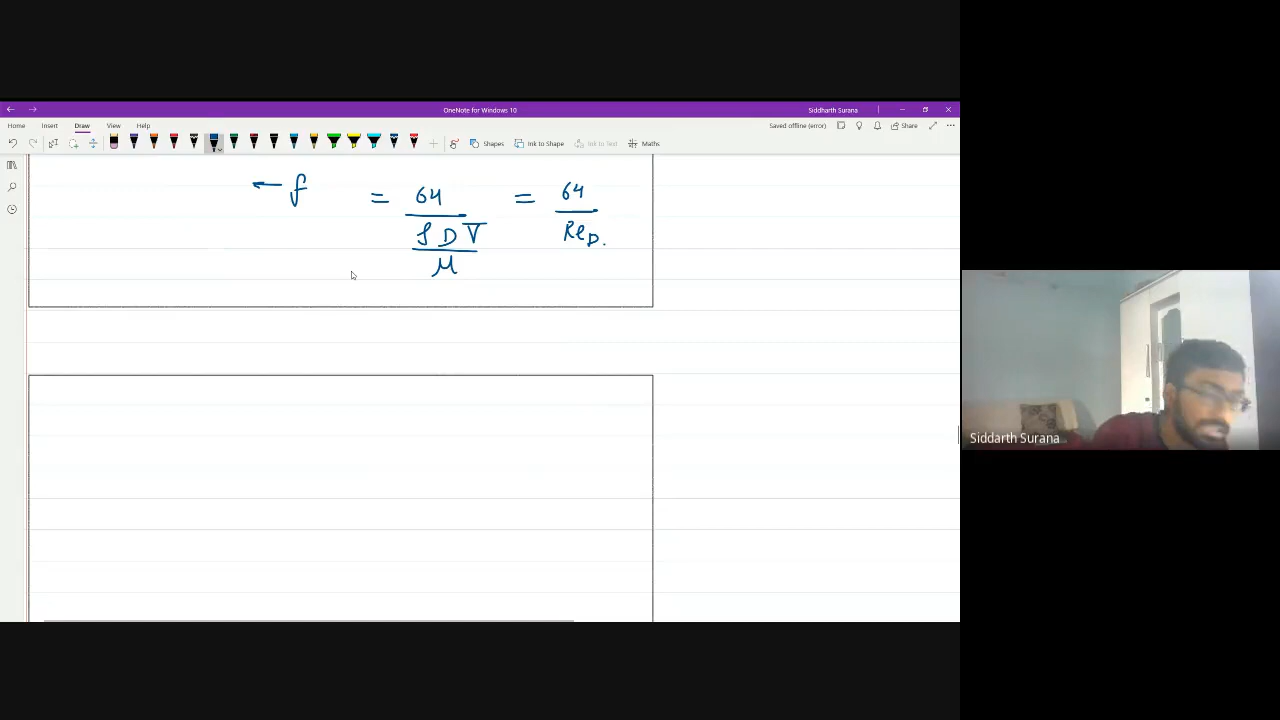 OneNote for Windows 10
Siddharth Surana
Home Insert Draw View Help
Saved offline (error)
Share
Shapes
Ink to Shape
Ink to Text
Maths
← f = 64 / (ρ D V̅ / μ) = 64 / Re_D.
Siddarth Surana